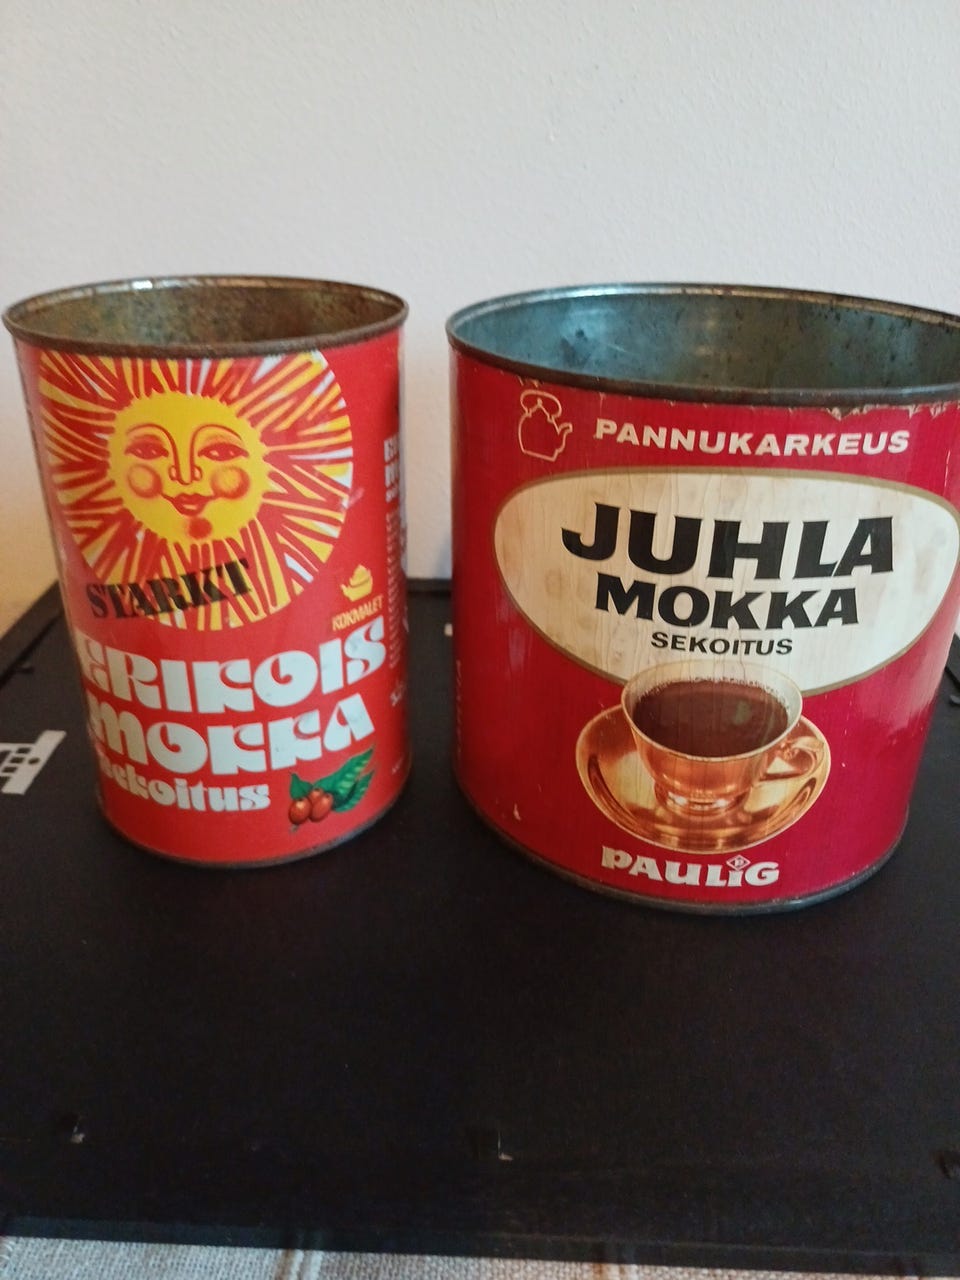 STARKT
KOKMALET
ERIKOIS
MOKKA
sekoitus
PANNUKARKEUS
JUHLA
MOKKA
SEKOITUS
PAULiG